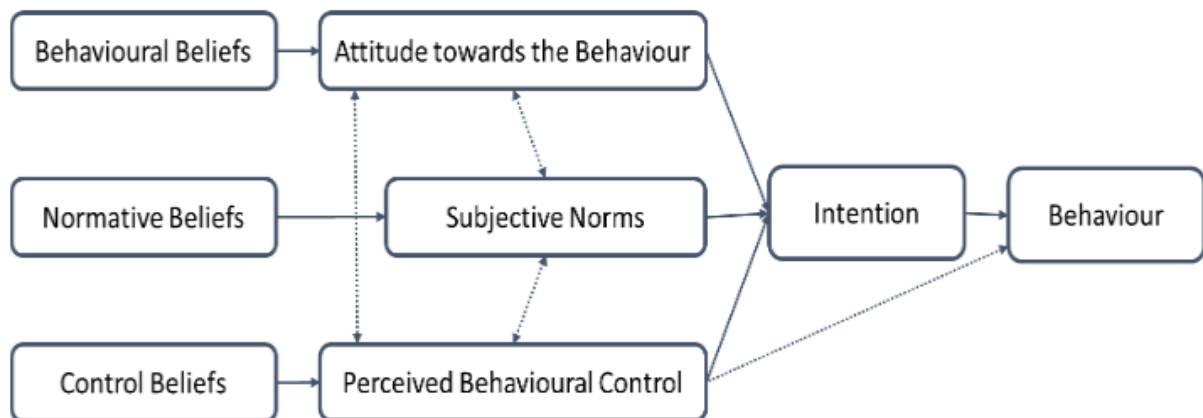 Behavioural Beliefs
Attitude towards the Behaviour
Normative Beliefs
Subjective Norms
Intention
Behaviour
Control Beliefs
Perceived Behavioural Control